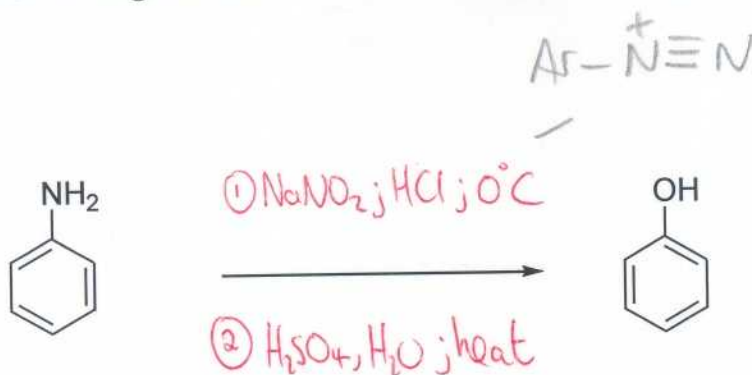 Ar–N⁺≡N
NH₂
① NaNO₂; HCl; 0°C
OH
② H₂SO₄, H₂O; heat